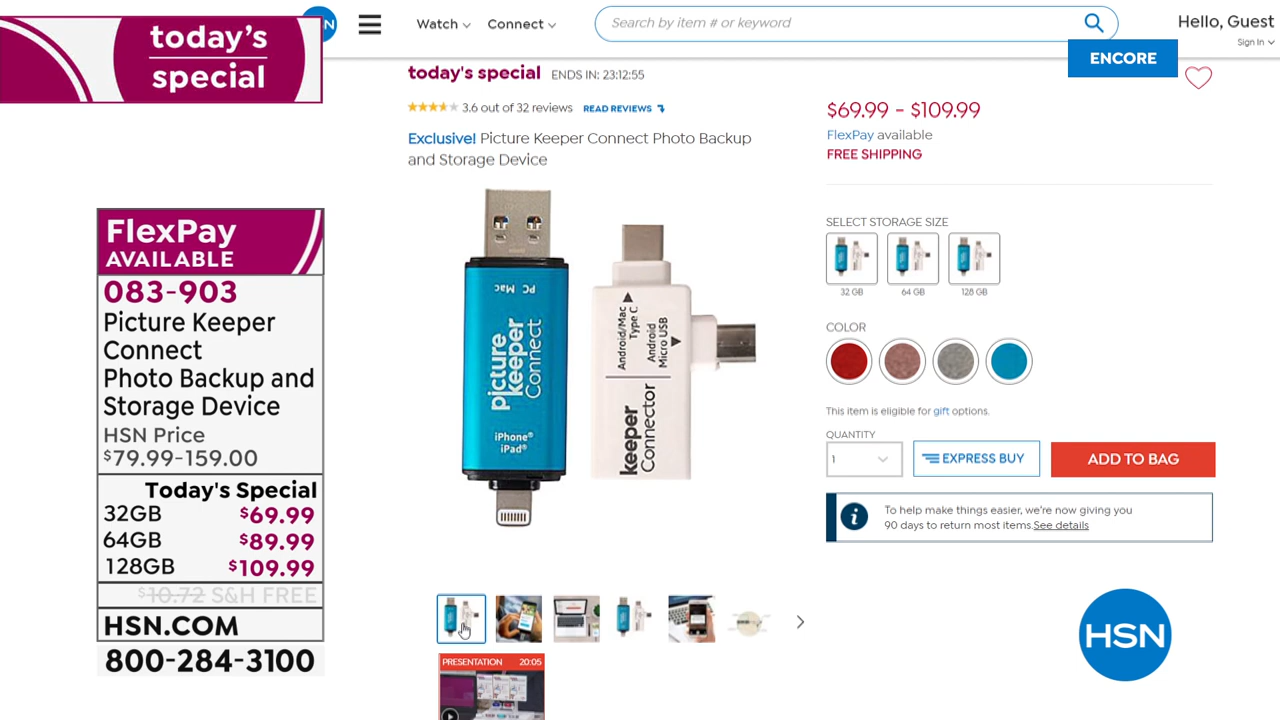 today's
special
Watch
Connect
Search by item # or keyword
Hello, Guest
Sign In
ENCORE
today's special ENDS IN: 23:12:55
3.6 out of 32 reviews READ REVIEWS
Exclusive! Picture Keeper Connect Photo Backup
and Storage Device
$69.99 - $109.99
FlexPay available
FREE SHIPPING
SELECT STORAGE SIZE
32 GB
64 GB
128 GB
COLOR
This item is eligible for gift options.
QUANTITY
1
EXPRESS BUY
ADD TO BAG
To help make things easier, we're now giving you
90 days to return most items.See details
PC Mac
picture
keeper
Connect
iPhone®
iPad®
Android/Mac
Type C
Android
Micro USB
keeper
Connector
FlexPay
AVAILABLE
083-903
Picture Keeper
Connect
Photo Backup and
Storage Device
HSN Price
$79.99-159.00
Today's Special
32GB $69.99
64GB $89.99
128GB $109.99
$10.72 S&H FREE
HSN.COM
800-284-3100
PRESENTATION 20:05
HSN